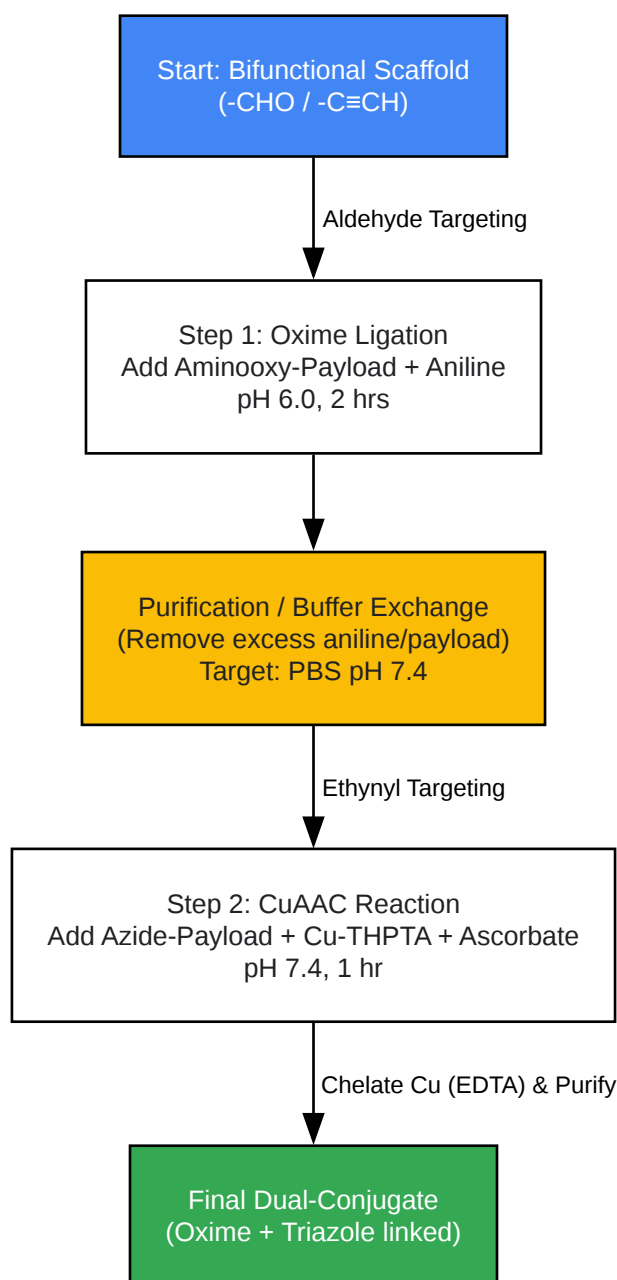 Start: Bifunctional Scaffold
(-CHO / -C≡CH)
Aldehyde Targeting
Step 1: Oxime Ligation
Add Aminooxy-Payload + Aniline
pH 6.0, 2 hrs
Purification / Buffer Exchange
(Remove excess aniline/payload)
Target: PBS pH 7.4
Ethynyl Targeting
Step 2: CuAAC Reaction
Add Azide-Payload + Cu-THPTA + Ascorbate
pH 7.4, 1 hr
Chelate Cu (EDTA) & Purify
Final Dual-Conjugate
(Oxime + Triazole linked)